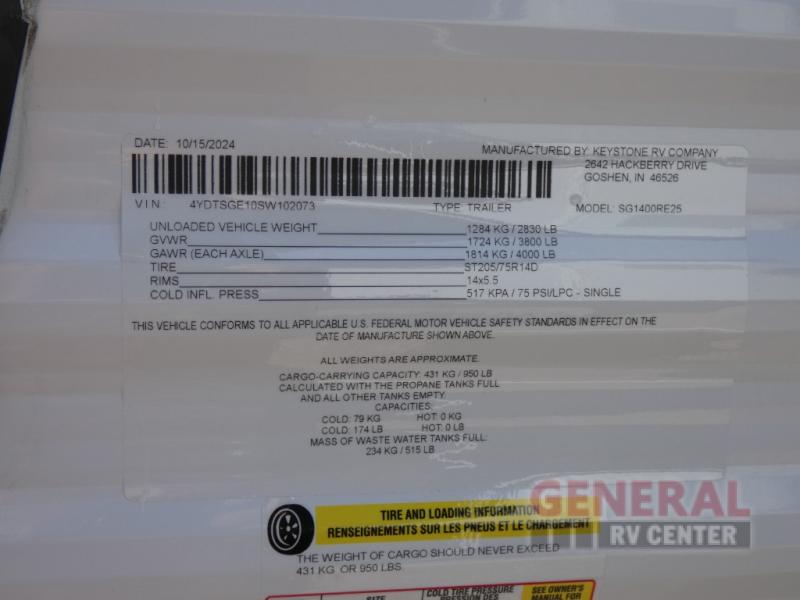 DATE: 10/15/2024
MANUFACTURED BY: KEYSTONE RV COMPANY
2642 HACKBERRY DRIVE
GOSHEN, IN 46526
VIN: 4YDTSGE10SW102073 TYPE: TRAILER MODEL: SG1400RE25
UNLOADED VEHICLE WEIGHT 1284 KG / 2830 LB
GVWR 1724 KG / 3800 LB
GAWR (EACH AXLE) 1814 KG / 4000 LB
TIRE ST205/75R14D
RIMS 14x5.5
COLD INFL. PRESS 517 KPA / 75 PSI/LPC - SINGLE
THIS VEHICLE CONFORMS TO ALL APPLICABLE U.S. FEDERAL MOTOR VEHICLE SAFETY STANDARDS IN EFFECT ON THE
DATE OF MANUFACTURE SHOWN ABOVE.
ALL WEIGHTS ARE APPROXIMATE.
CARGO-CARRYING CAPACITY: 431 KG / 950 LB
CALCULATED WITH THE PROPANE TANKS FULL
AND ALL OTHER TANKS EMPTY.
CAPACITIES:
COLD: 79 KG HOT: 0 KG
COLD: 174 LB HOT: 0 LB
MASS OF WASTE WATER TANKS FULL:
234 KG / 515 LB
GENERAL
RV CENTER
TIRE AND LOADING INFORMATION
RENSEIGNEMENTS SUR LES PNEUS ET LE CHARGEMENT
THE WEIGHT OF CARGO SHOULD NEVER EXCEED
431 KG OR 950 LBS.
SIZE
COLD TIRE PRESSURE
PRESSION DES
SEE OWNER'S
MANUAL FOR